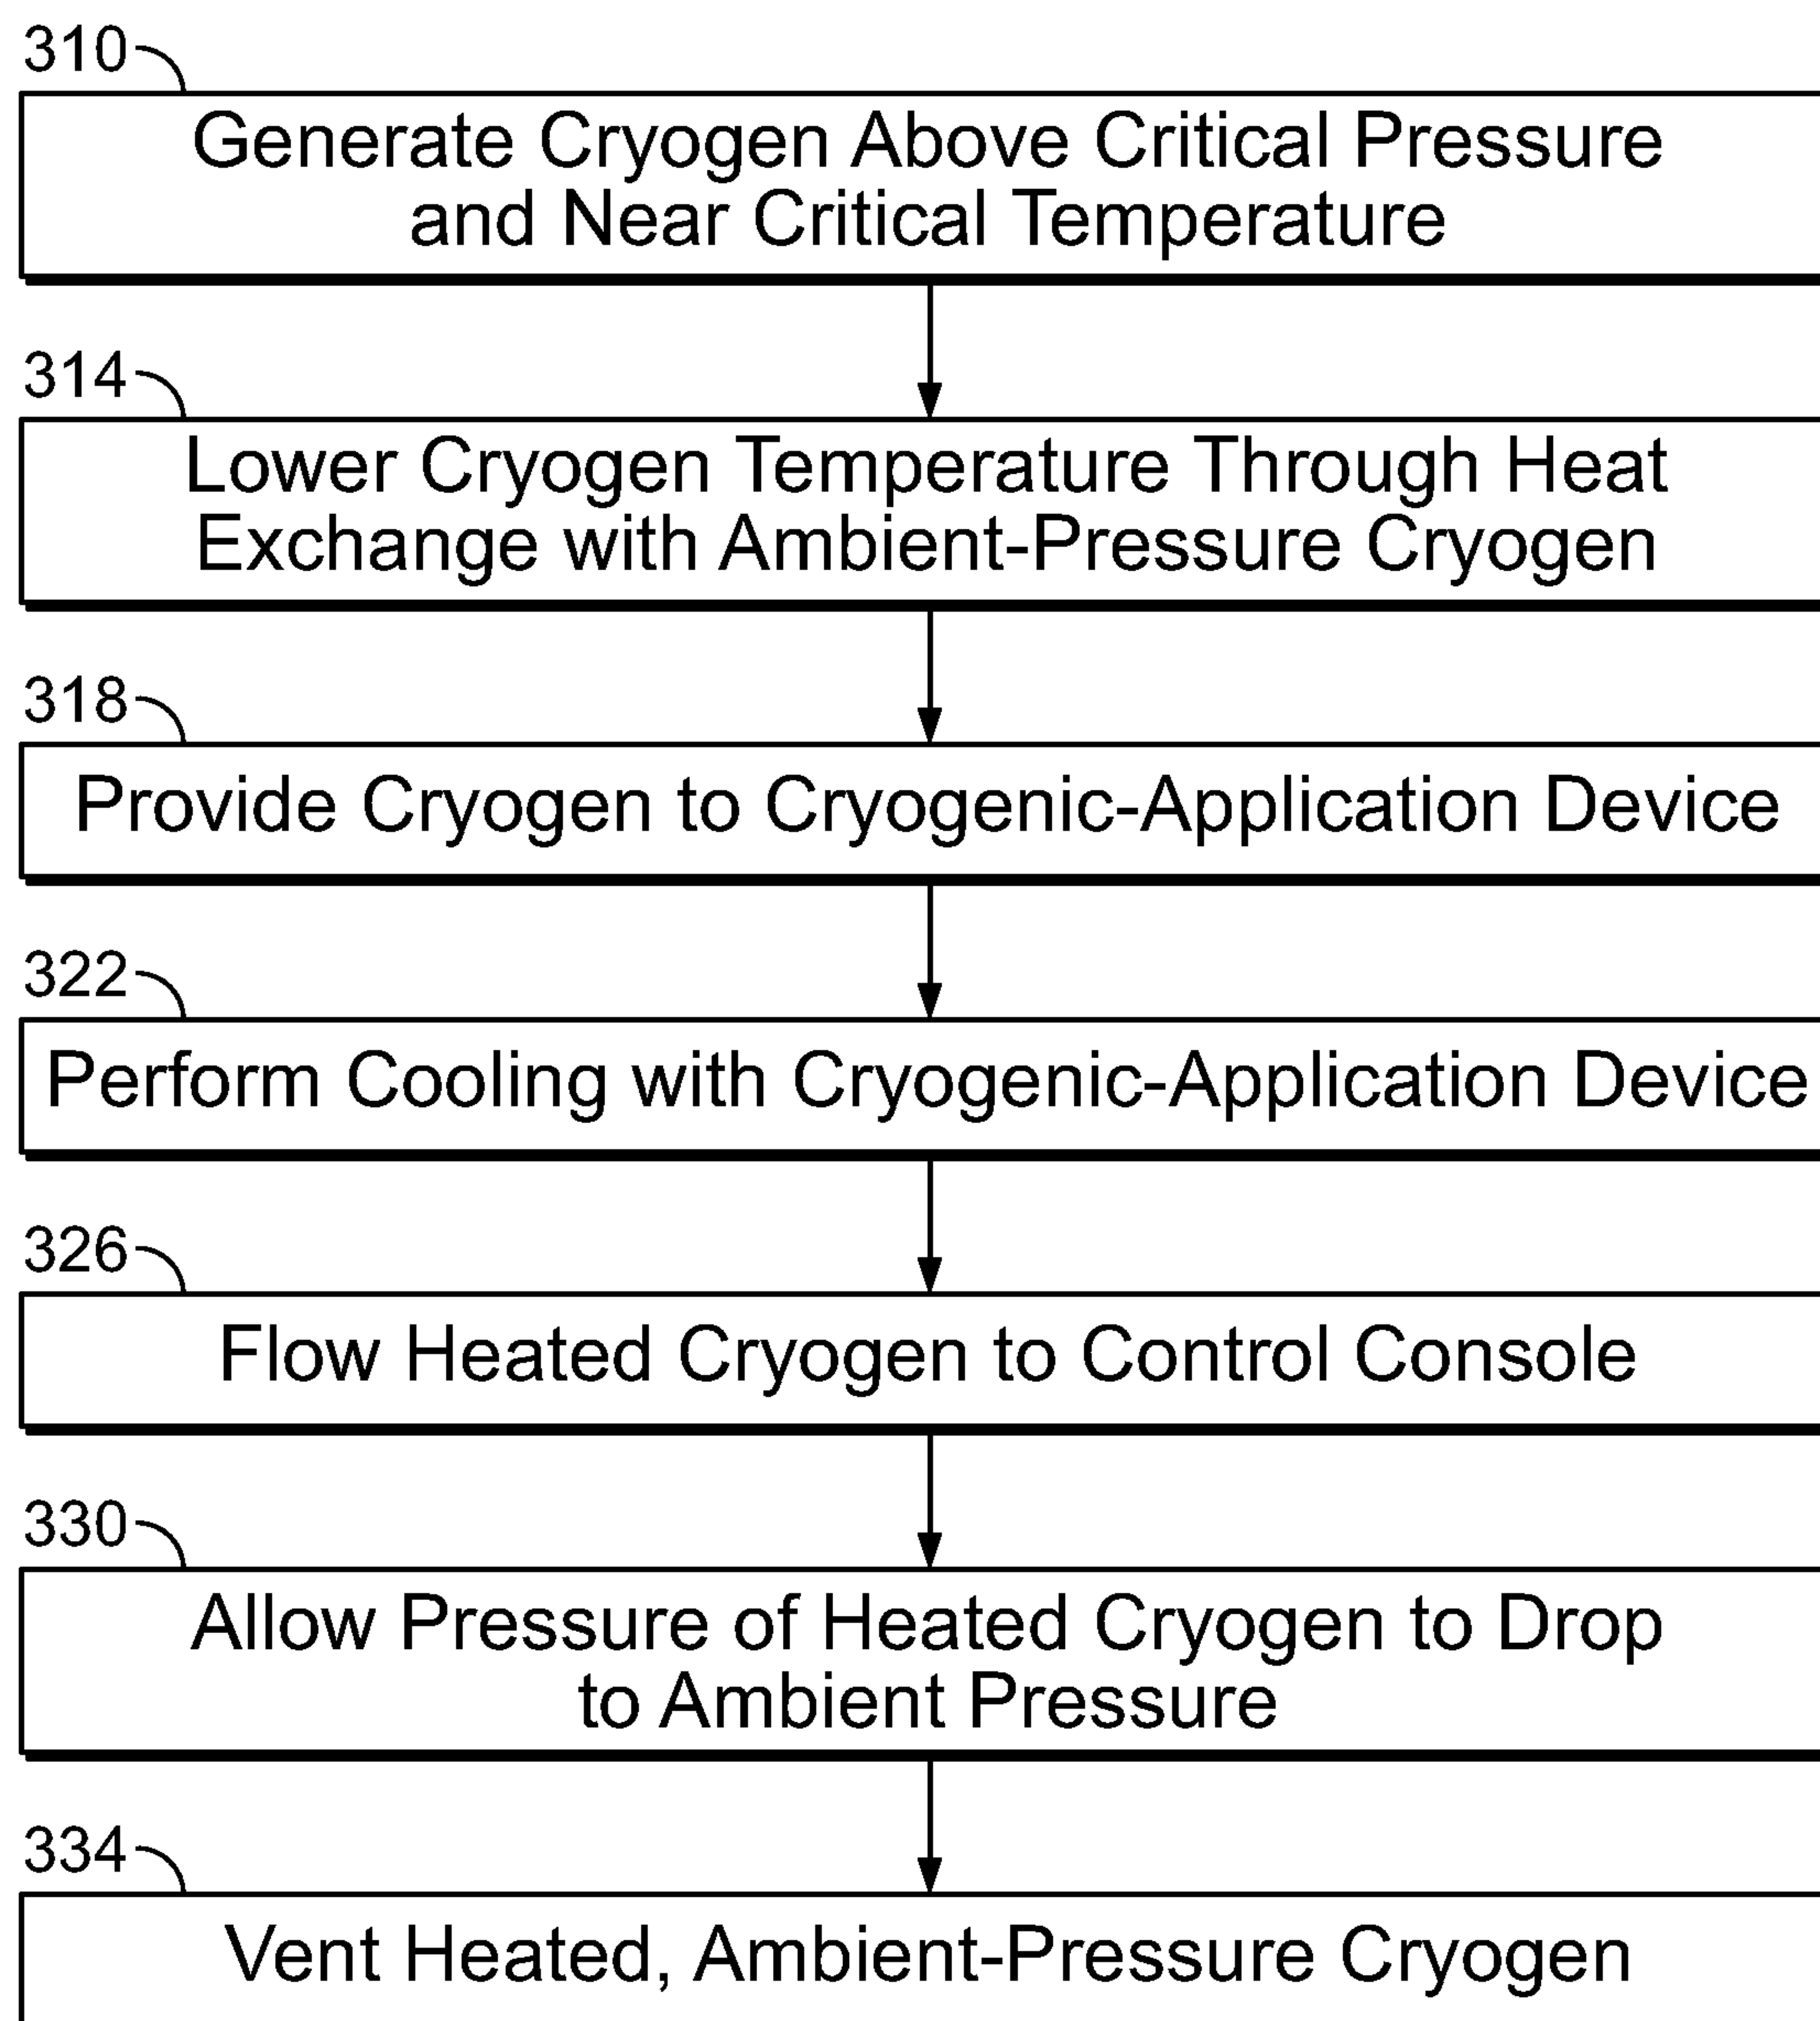 310
Generate Cryogen Above Critical Pressure
and Near Critical Temperature
314
Lower Cryogen Temperature Through Heat
Exchange with Ambient-Pressure Cryogen
318
Provide Cryogen to Cryogenic-Application Device
322
Perform Cooling with Cryogenic-Application Device
326
Flow Heated Cryogen to Control Console
330
Allow Pressure of Heated Cryogen to Drop
to Ambient Pressure
334
Vent Heated, Ambient-Pressure Cryogen